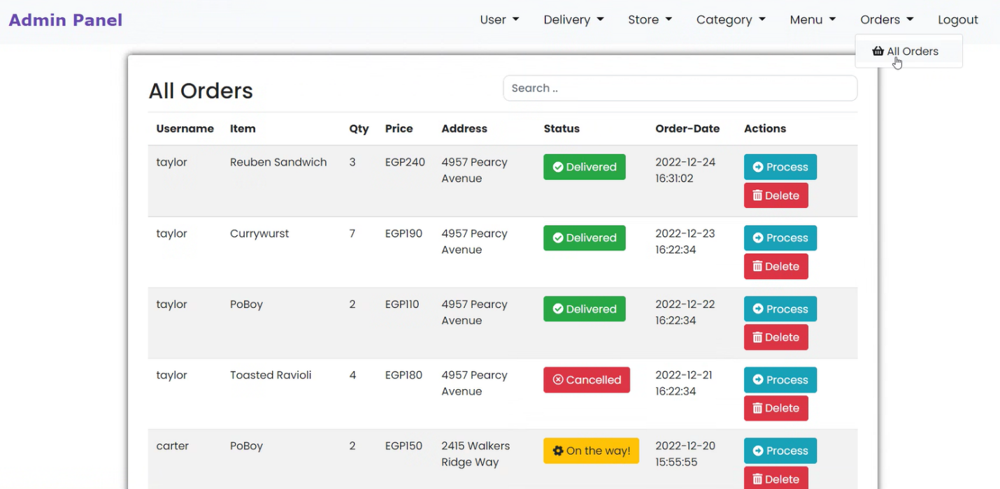 Admin Panel
User Delivery Store Category Menu Orders Logout
All Orders
All Orders
Search ..
Username Item Qty Price Address Status Order-Date Actions
taylor Reuben Sandwich 3 EGP240 4957 Pearcy Delivered 2022-12-24 Process
Avenue 16:31:02 Delete
taylor Currywurst 7 EGP190 4957 Pearcy Delivered 2022-12-23 Process
Avenue 16:22:34 Delete
taylor PoBoy 2 EGP110 4957 Pearcy Delivered 2022-12-22 Process
Avenue 16:22:34 Delete
taylor Toasted Ravioli 4 EGP180 4957 Pearcy Cancelled 2022-12-21 Process
Avenue 16:22:34 Delete
carter PoBoy 2 EGP150 2415 Walkers On the way! 2022-12-20 Process
Ridge Way 15:55:55 Delete